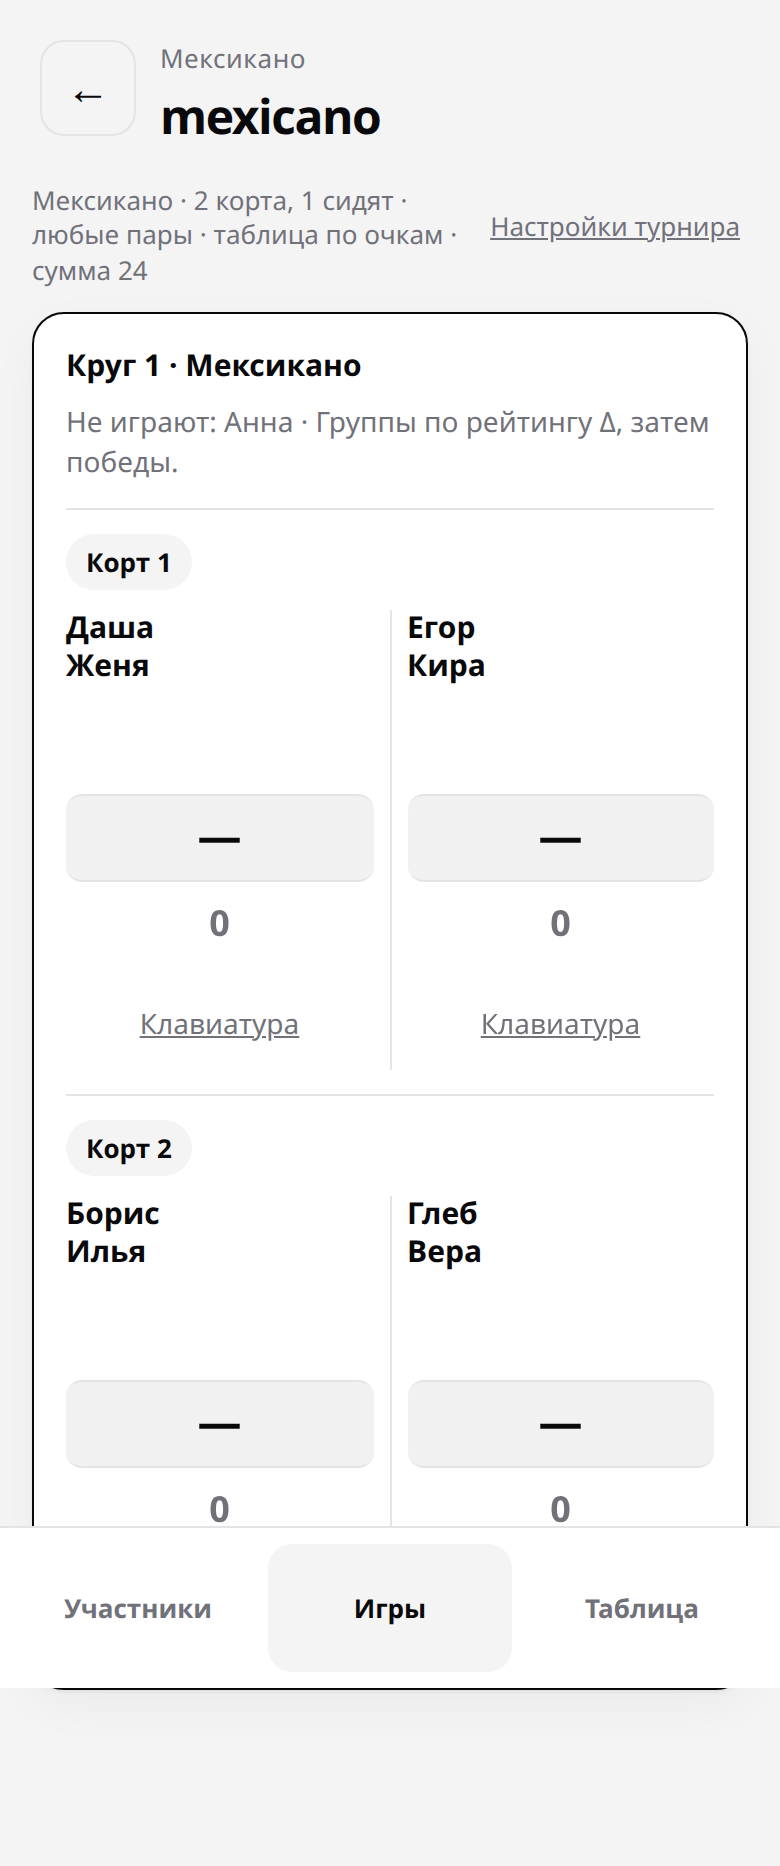 ←
Мексикано
mexicano
Мексикано · 2 корта, 1 сидят ·
любые пары · таблица по очкам ·
сумма 24
Настройки турнира
Круг 1 · Мексикано
Не играют: Анна · Группы по рейтингу Δ, затем
победы.
Корт 1
Даша
Женя
Егор
Кира
—
—
0
0
Клавиатура
Клавиатура
Корт 2
Борис
Илья
Глеб
Вера
—
—
0
0
Участники
Игры
Таблица